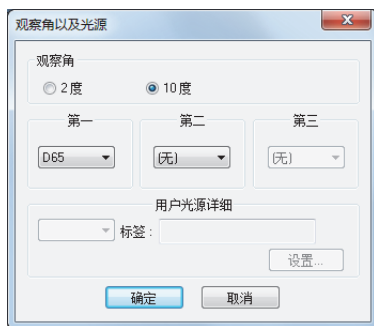 观察角以及光源
观察角
2度 10度
第一 第二 第三
D65 (无) (无)
用户光源详细
标签:
设置...
确定 取消